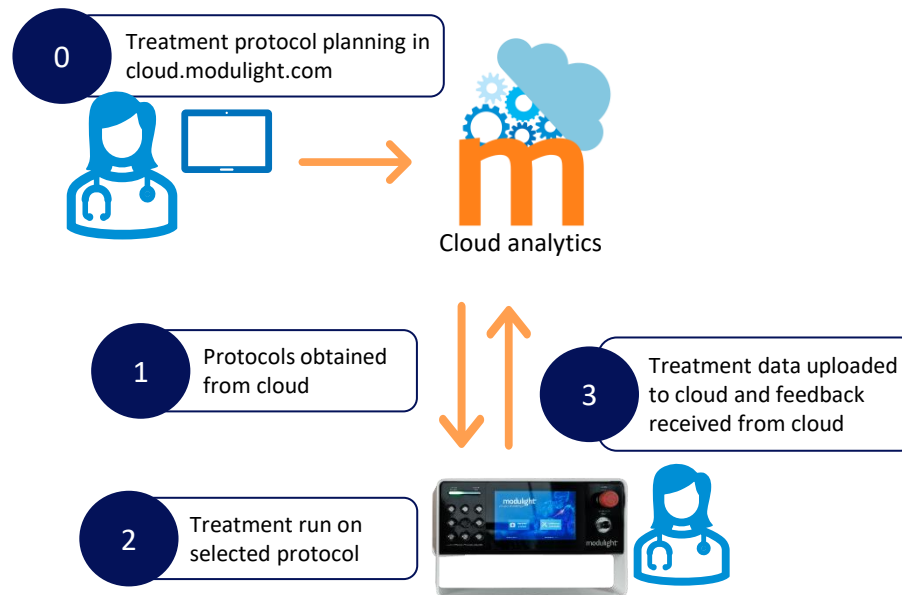 0
Treatment protocol planning in
cloud.modulight.com
m
Cloud analytics
1
Protocols obtained
from cloud
3
Treatment data uploaded
to cloud and feedback
received from cloud
2
Treatment run on
selected protocol
modulight
modulight